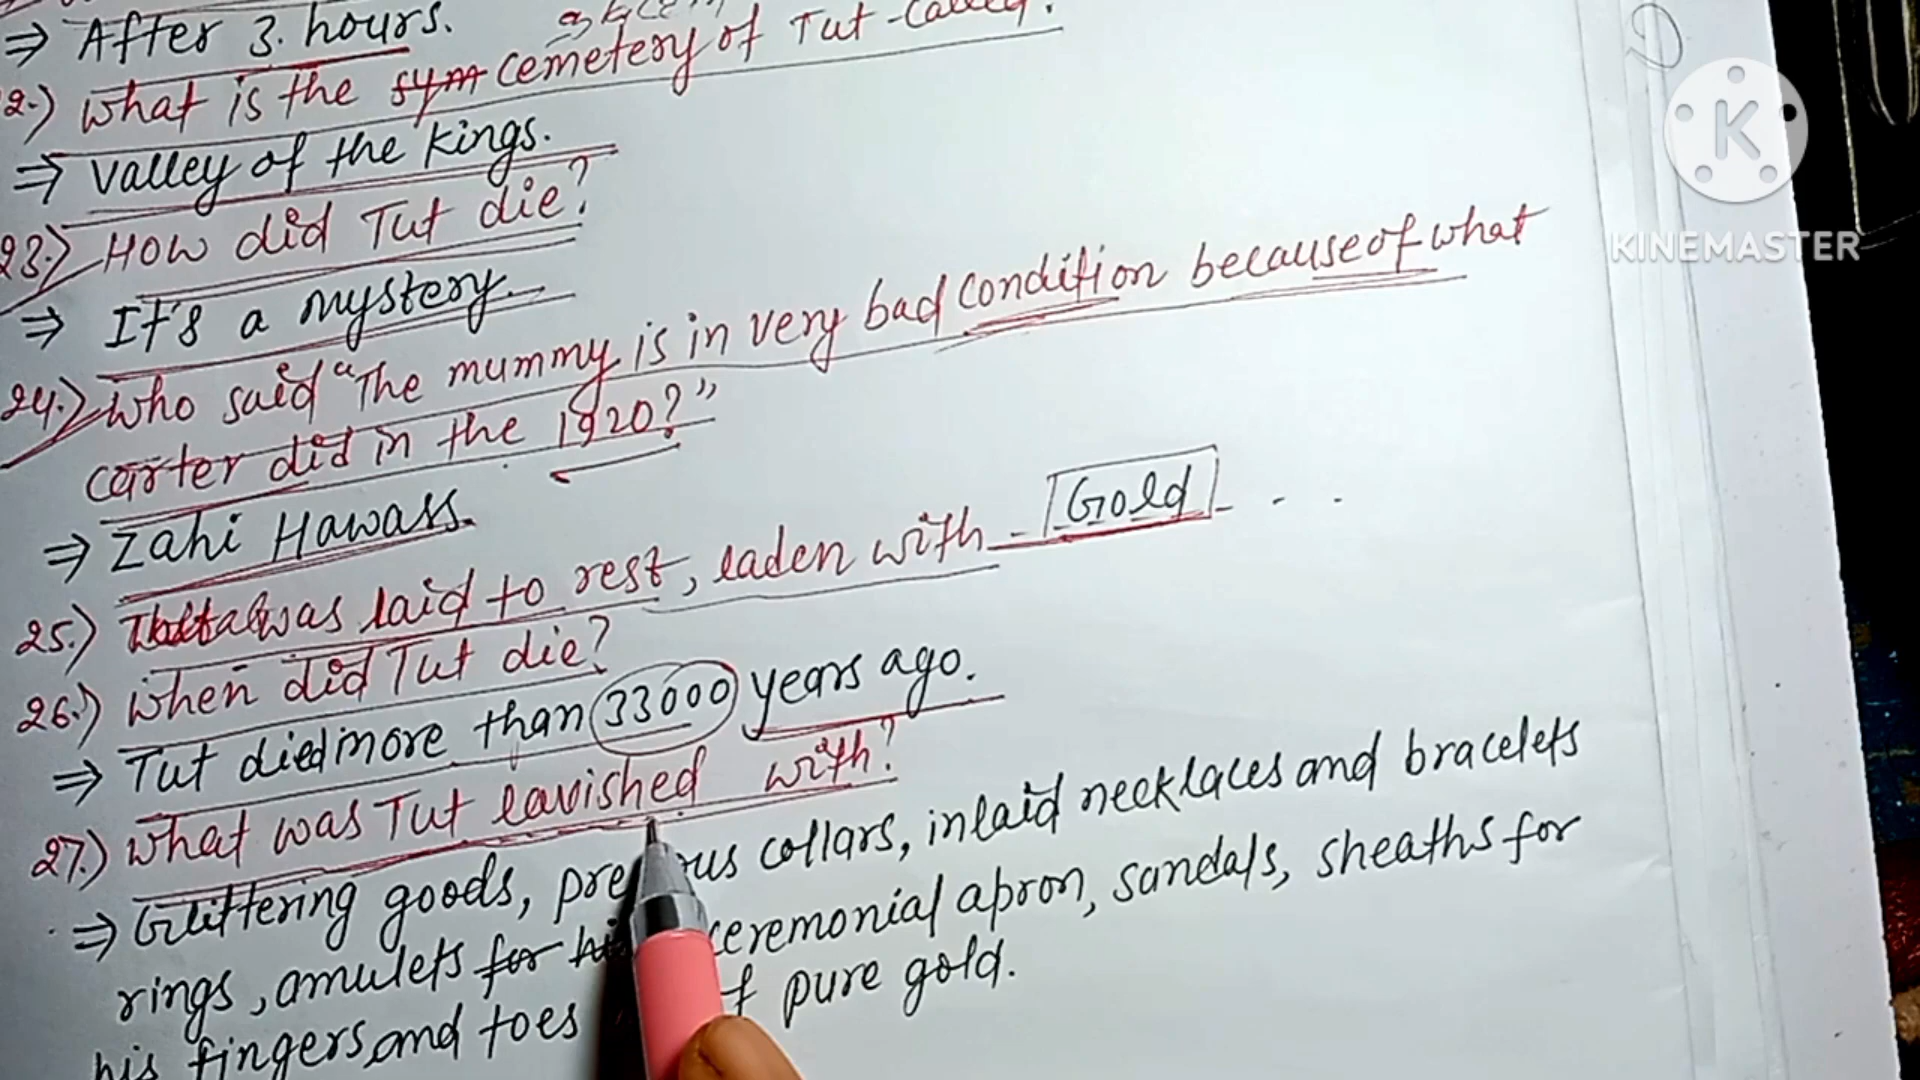 ⇒ After 3. hours.
2.) What is the sym cemetery of Tut-called?
⇒ Valley of the Kings.
23.) How did Tut die?
⇒ It's a mystery.
24.) Who said "The mummy is in very bad condition because of what
carter did in the 1920?"
⇒ Zahi Hawass.
25.) was laid to rest, laden with Gold
26.) When did Tut die?
⇒ Tut died more than 33000 years ago.
27.) What was Tut lavished with?
⇒ Glittering goods, collars, inlaid necklaces and bracelets
rings, amulets for ceremonial apron, sandals, sheaths for
his fingers and toes pure gold.
K
KINEMASTER